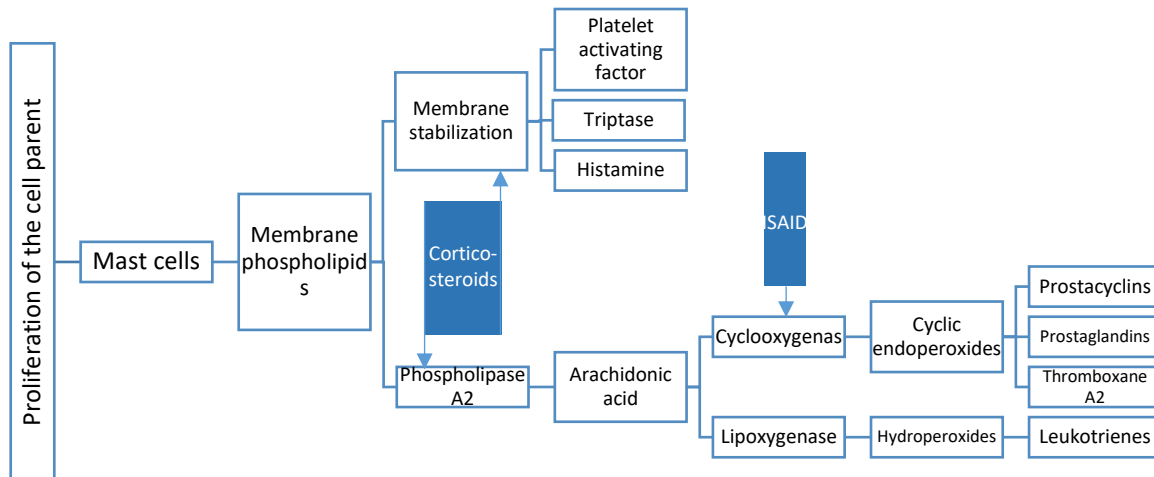 Proliferation of the cell parent
Mast cells
Membrane
phospholipid
s
Membrane
stabilization
Platelet
activating
factor
Triptase
Histamine
Cortico-
steroids
Phospholipase
A2
Arachidonic
acid
NSAID
Cyclooxygenas
Cyclic
endoperoxides
Prostacyclins
Prostaglandins
Thromboxane
A2
Lipoxygenase
Hydroperoxides
Leukotrienes